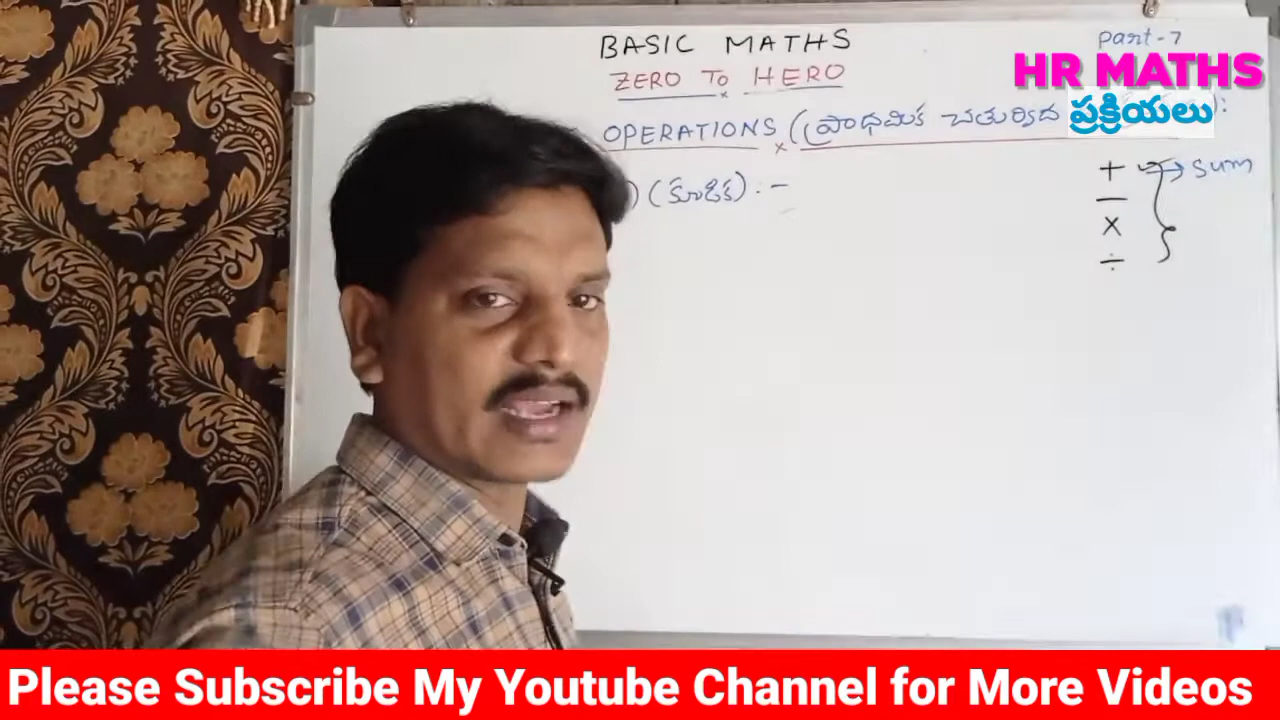 BASIC MATHS
Part-7
ZERO TO HERO
HR MATHS
OPERATIONS (ప్రాధమిక చతుర్విద ప్రక్రియలు):
) (కూడిక) :-
+ → sum
-
×
÷
Please Subscribe My Youtube Channel for More Videos